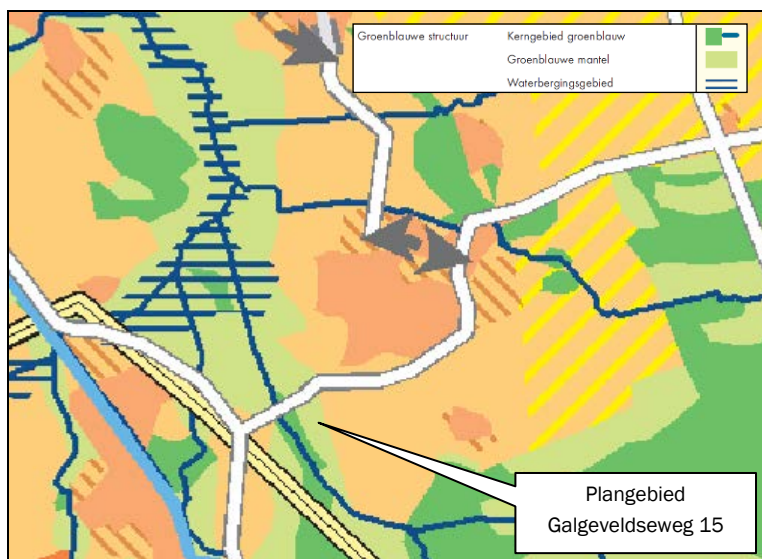 Groenblauwe structuur Kerngebied groenblauw
Groenblauwe mantel
Waterbergingsgebied
Plangebied
Galgeveldseweg 15